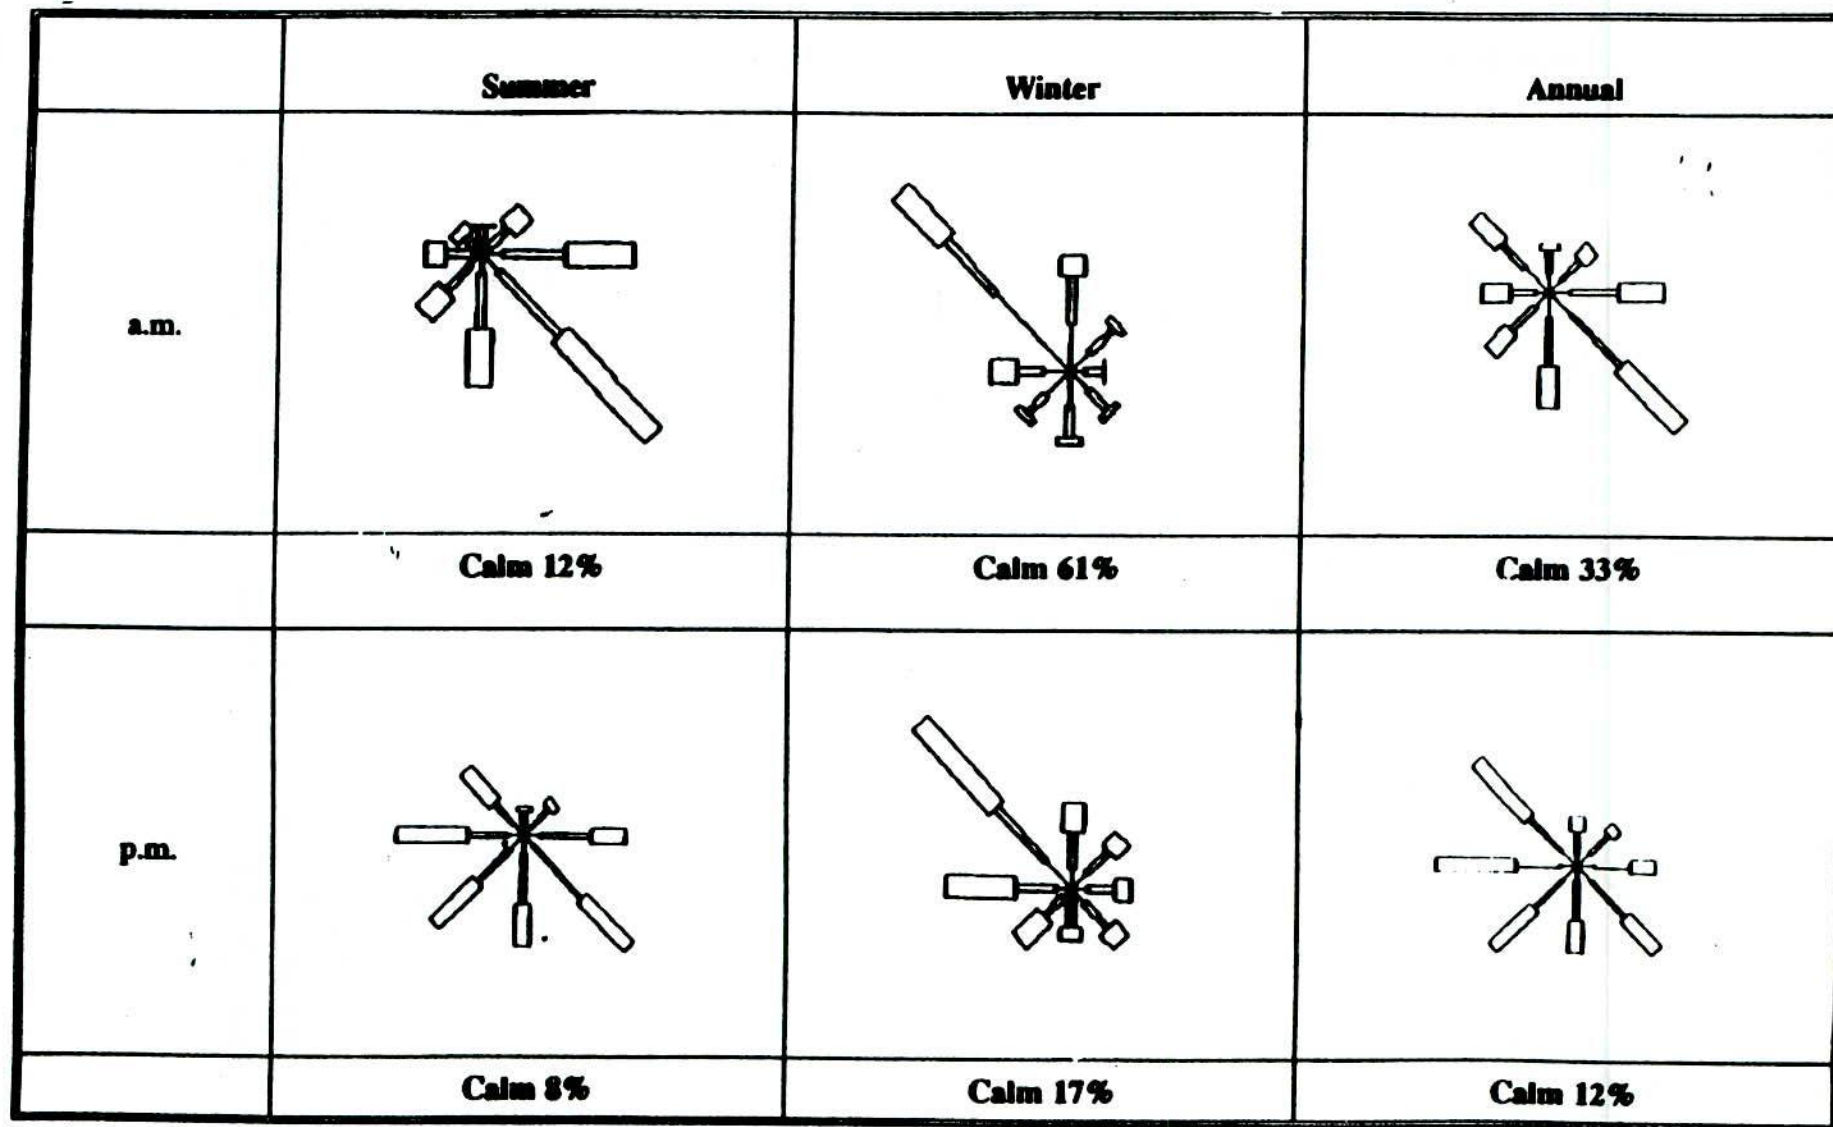 Summer Winter Annual
a.m.
Calm 12% Calm 61% Calm 33%
p.m.
Calm 8% Calm 17% Calm 12%